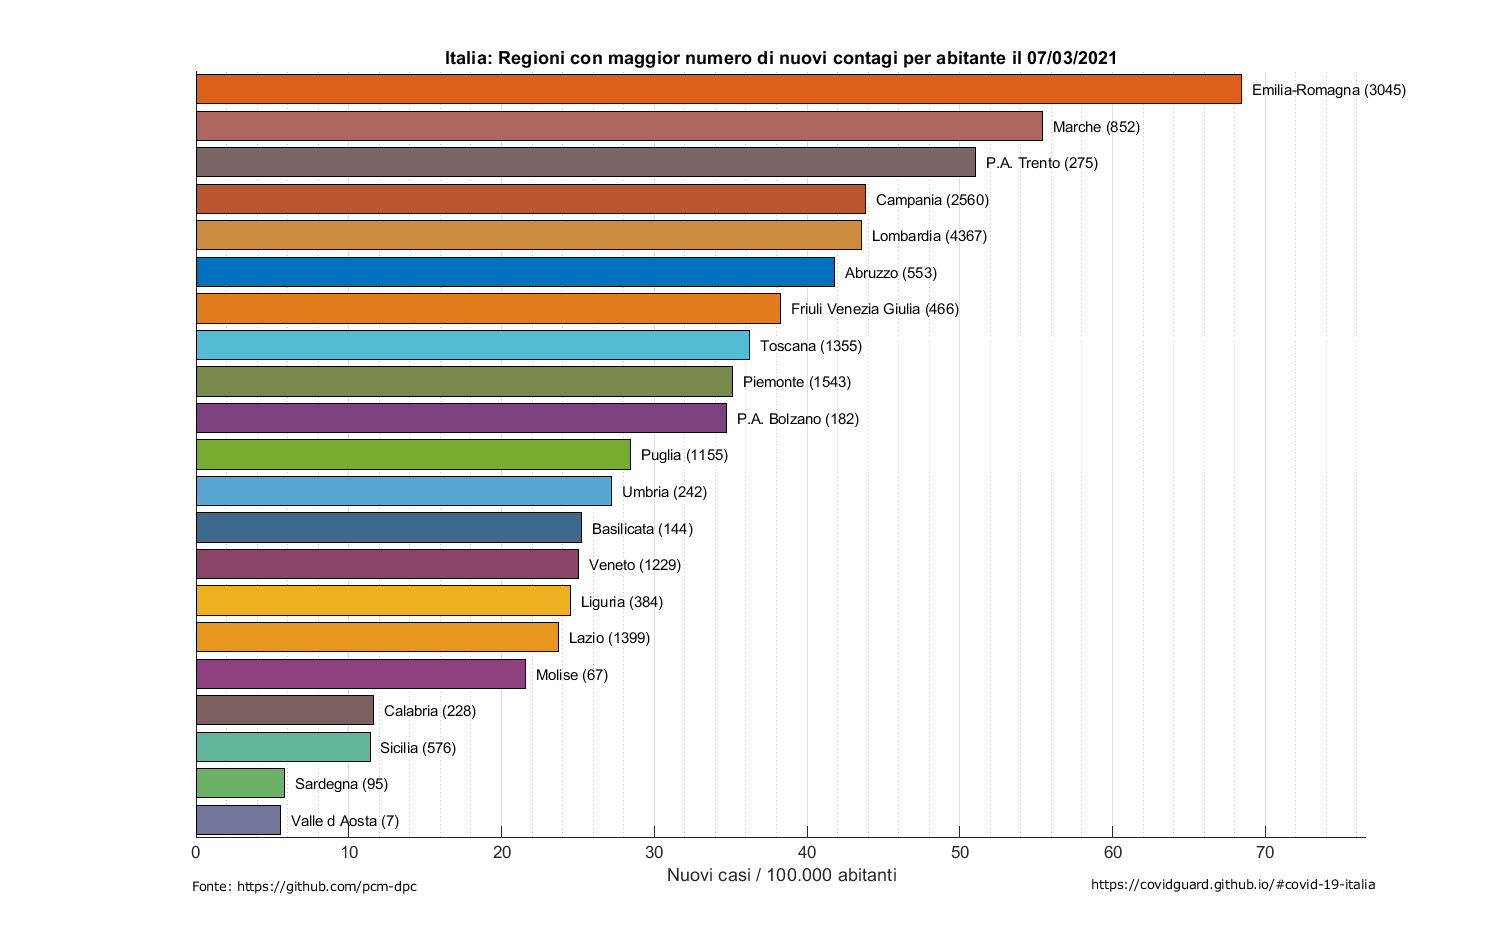 Italia: Regioni con maggior numero di nuovi contagi per abitante il 07/03/2021
Emilia-Romagna (3045)
Marche (852)
P.A. Trento (275)
Campania (2560)
Lombardia (4367)
Abruzzo (553)
Friuli Venezia Giulia (466)
Toscana (1355)
Piemonte (1543)
P.A. Bolzano (182)
Puglia (1155)
Umbria (242)
Basilicata (144)
Veneto (1229)
Liguria (384)
Lazio (1399)
Molise (67)
Calabria (228)
Sicilia (576)
Sardegna (95)
Valle d Aosta (7)
0 10 20 30 40 50 60 70
Nuovi casi / 100.000 abitanti
Fonte: https://github.com/pcm-dpc
https://covidguard.github.io/#covid-19-italia